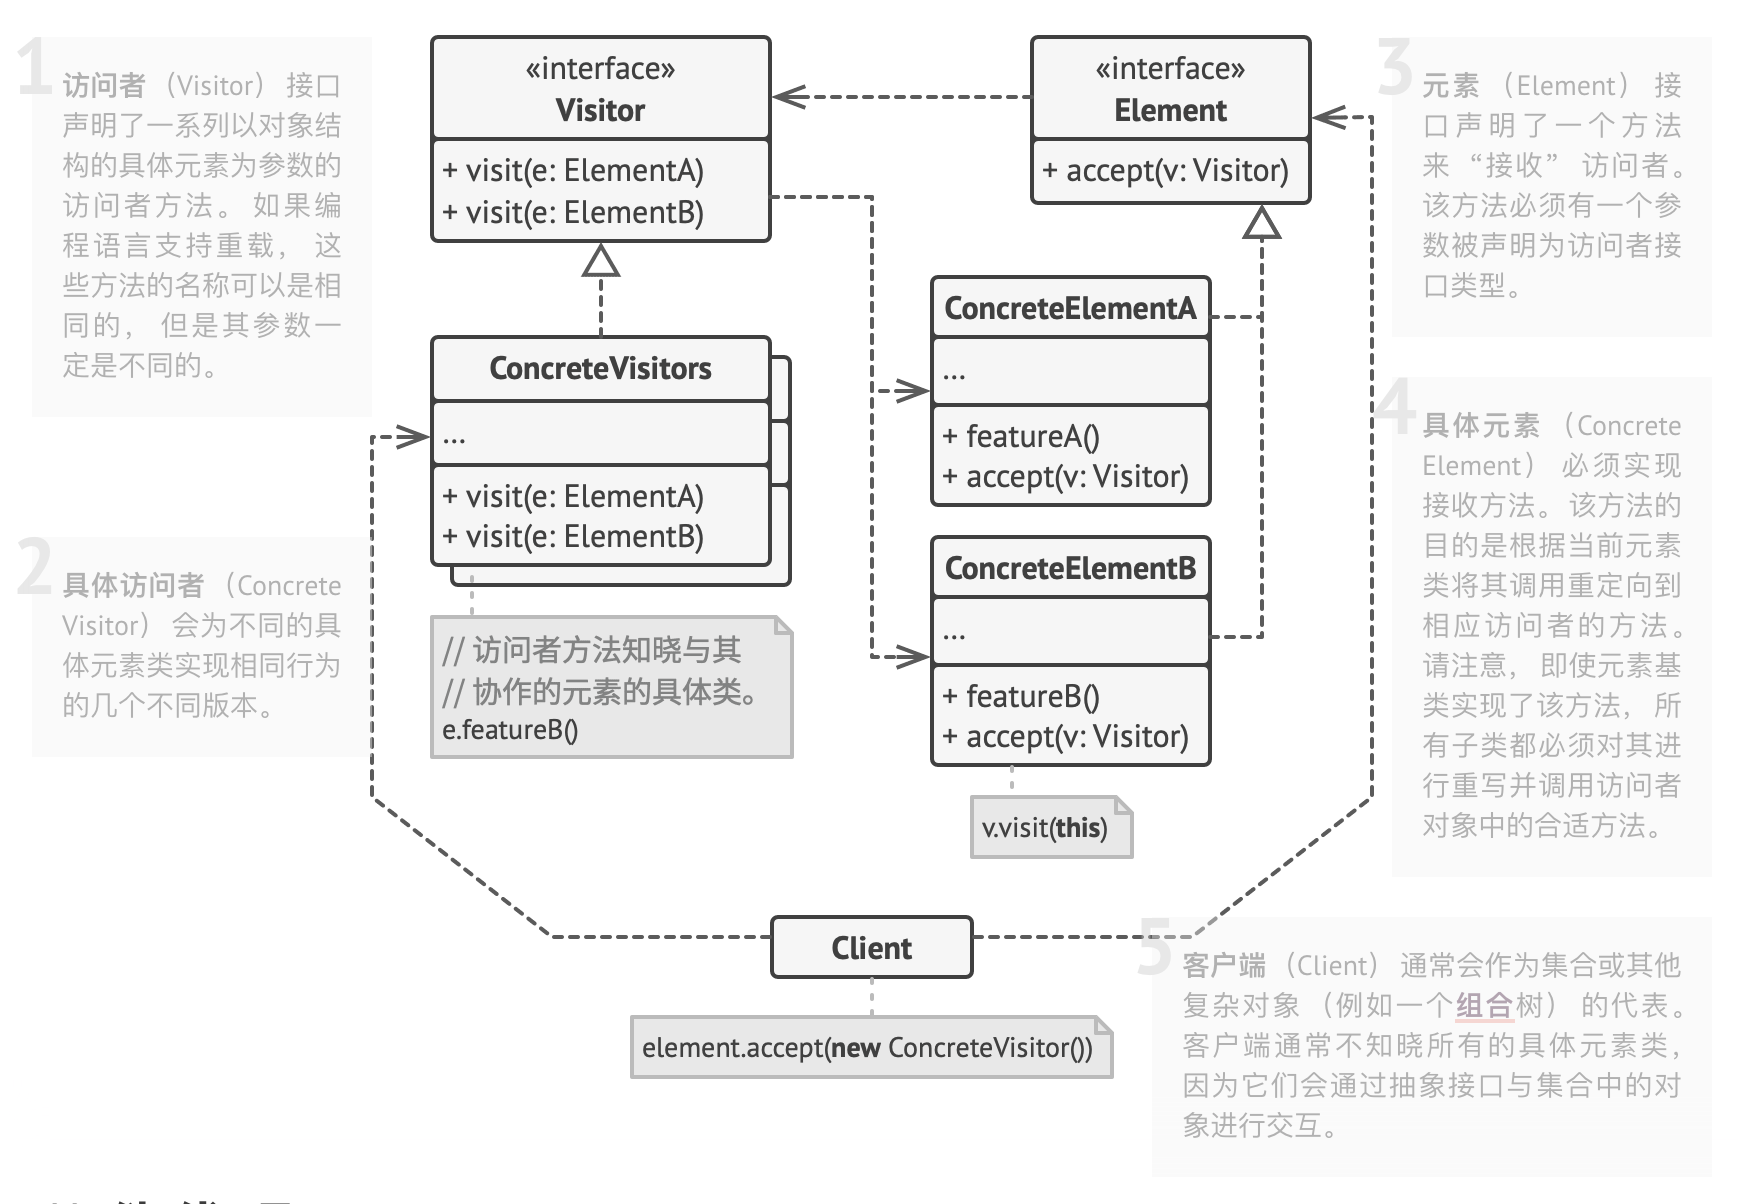 1
访问者 （Visitor） 接口
声明了一系列以对象结
构的具体元素为参数的
访问者方法。 如果编
程语言支持重载， 这
些方法的名称可以是相
同的， 但是其参数一
定是不同的。
«interface»
Visitor
+ visit(e: ElementA)
+ visit(e: ElementB)
«interface»
Element
+ accept(v: Visitor)
3
元素 （Element） 接
口声明了一个方法
来 “接收” 访问者。
该方法必须有一个参
数被声明为访问者接
口类型。
ConcreteVisitors
...
+ visit(e: ElementA)
+ visit(e: ElementB)
ConcreteElementA
...
+ featureA()
+ accept(v: Visitor)
4
具体元素 （Concrete
Element） 必须实现
接收方法。 该方法的
目的是根据当前元素
类将其调用重定向到
相应访问者的方法。
请注意， 即使元素基
类实现了该方法， 所
有子类都必须对其进
行重写并调用访问者
对象中的合适方法。
2
具体访问者 （Concrete
Visitor） 会为不同的具
体元素类实现相同行为
的几个不同版本。
// 访问者方法知晓与其
// 协作的元素的具体类。
e.featureB()
ConcreteElementB
...
+ featureB()
+ accept(v: Visitor)
v.visit(this)
Client
element.accept(new ConcreteVisitor())
5
客户端 （Client） 通常会作为集合或其他
复杂对象 （例如一个组合树） 的代表。
客户端通常不知晓所有的具体元素类，
因为它们会通过抽象接口与集合中的对
象进行交互。